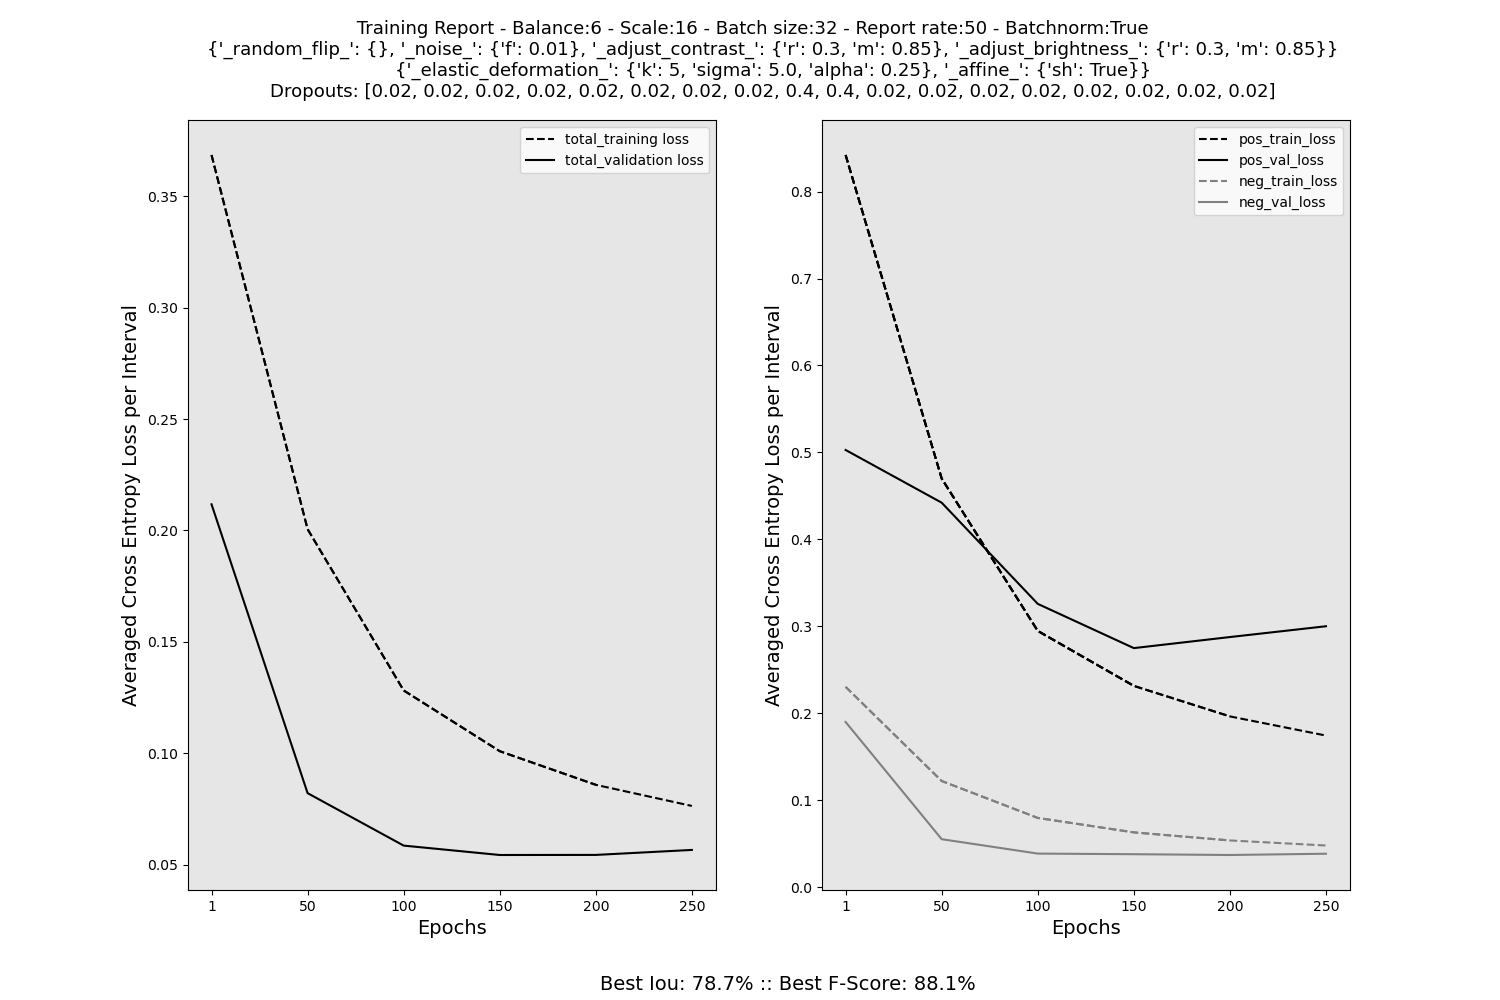 Training Report - Balance:6 - Scale:16 - Batch size:32 - Report rate:50 - Batchnorm:True
{'_random_flip_': {}, '_noise_': {'f': 0.01}, '_adjust_contrast_': {'r': 0.3, 'm': 0.85}, '_adjust_brightness_': {'r': 0.3, 'm': 0.85}}
{'_elastic_deformation_': {'k': 5, 'sigma': 5.0, 'alpha': 0.25}, '_affine_': {'sh': True}}
Dropouts: [0.02, 0.02, 0.02, 0.02, 0.02, 0.02, 0.02, 0.02, 0.4, 0.4, 0.02, 0.02, 0.02, 0.02, 0.02, 0.02, 0.02, 0.02]
total_training loss
total_validation loss
Averaged Cross Entropy Loss per Interval
0.35
0.30
0.25
0.20
0.15
0.10
0.05
1 50 100 150 200 250
Epochs
pos_train_loss
pos_val_loss
neg_train_loss
neg_val_loss
Averaged Cross Entropy Loss per Interval
0.8
0.7
0.6
0.5
0.4
0.3
0.2
0.1
0.0
1 50 100 150 200 250
Epochs
Best Iou: 78.7% :: Best F-Score: 88.1%